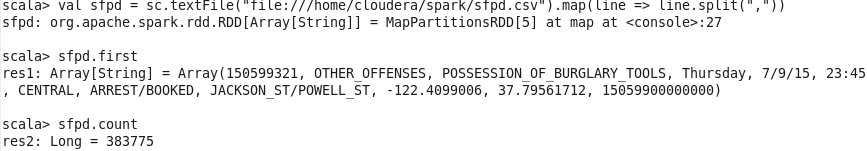 scala> val sfpd = sc.textFile("file:///home/cloudera/spark/sfpd.csv").map(line => line.split(","))
sfpd: org.apache.spark.rdd.RDD[Array[String]] = MapPartitionsRDD[5] at map at <console>:27
scala> sfpd.first
res1: Array[String] = Array(150599321, OTHER_OFFENSES, POSSESSION_OF_BURGLARY_TOOLS, Thursday, 7/9/15, 23:45
, CENTRAL, ARREST/BOOKED, JACKSON_ST/POWELL_ST, -122.4099006, 37.79561712, 15059900000000)
scala> sfpd.count
res2: Long = 383775